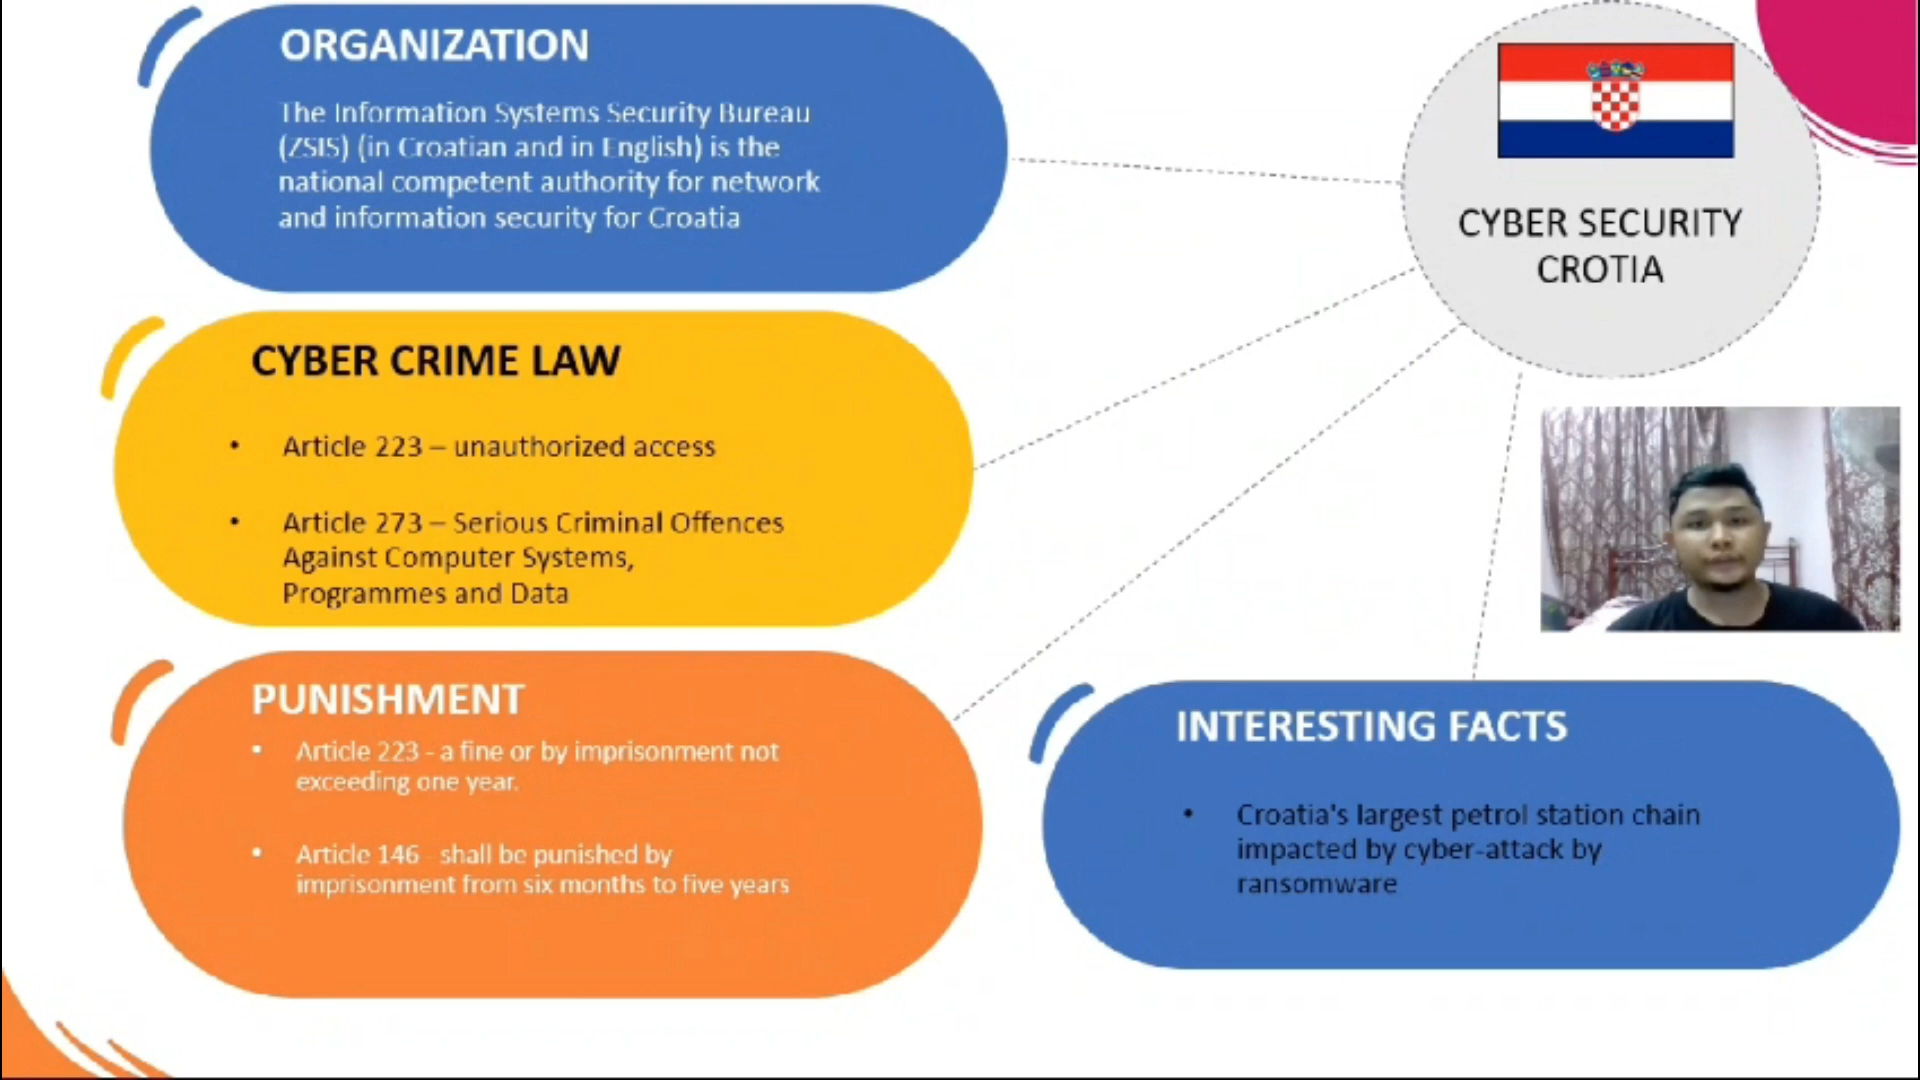 ORGANIZATION
The Information Systems Security Bureau
(ZSIS) (in Croatian and in English) is the
national competent authority for network
and information security for Croatia
CYBER SECURITY
CROTIA
CYBER CRIME LAW
• Article 223 – unauthorized access
• Article 273 – Serious Criminal Offences
Against Computer Systems,
Programmes and Data
PUNISHMENT
• Article 223 - a fine or by imprisonment not
exceeding one year.
• Article 146 - shall be punished by
imprisonment from six months to five years
INTERESTING FACTS
• Croatia's largest petrol station chain
impacted by cyber-attack by
ransomware